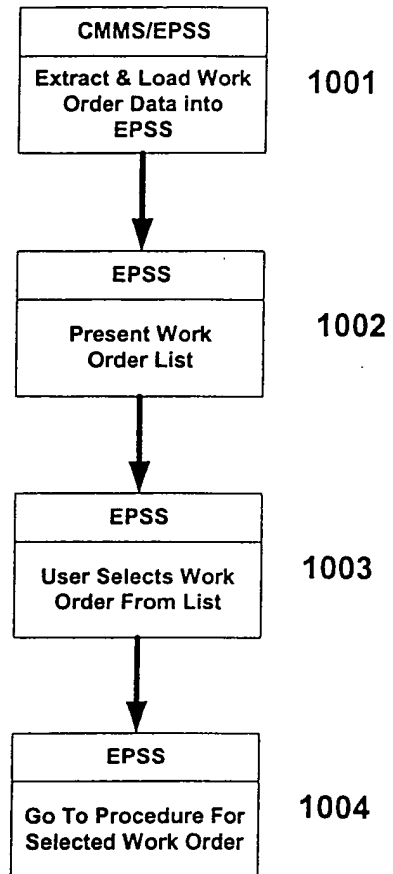 CMMS/EPSS
Extract & Load Work
Order Data into
EPSS
1001
EPSS
Present Work
Order List
1002
EPSS
User Selects Work
Order From List
1003
EPSS
Go To Procedure For
Selected Work Order
1004